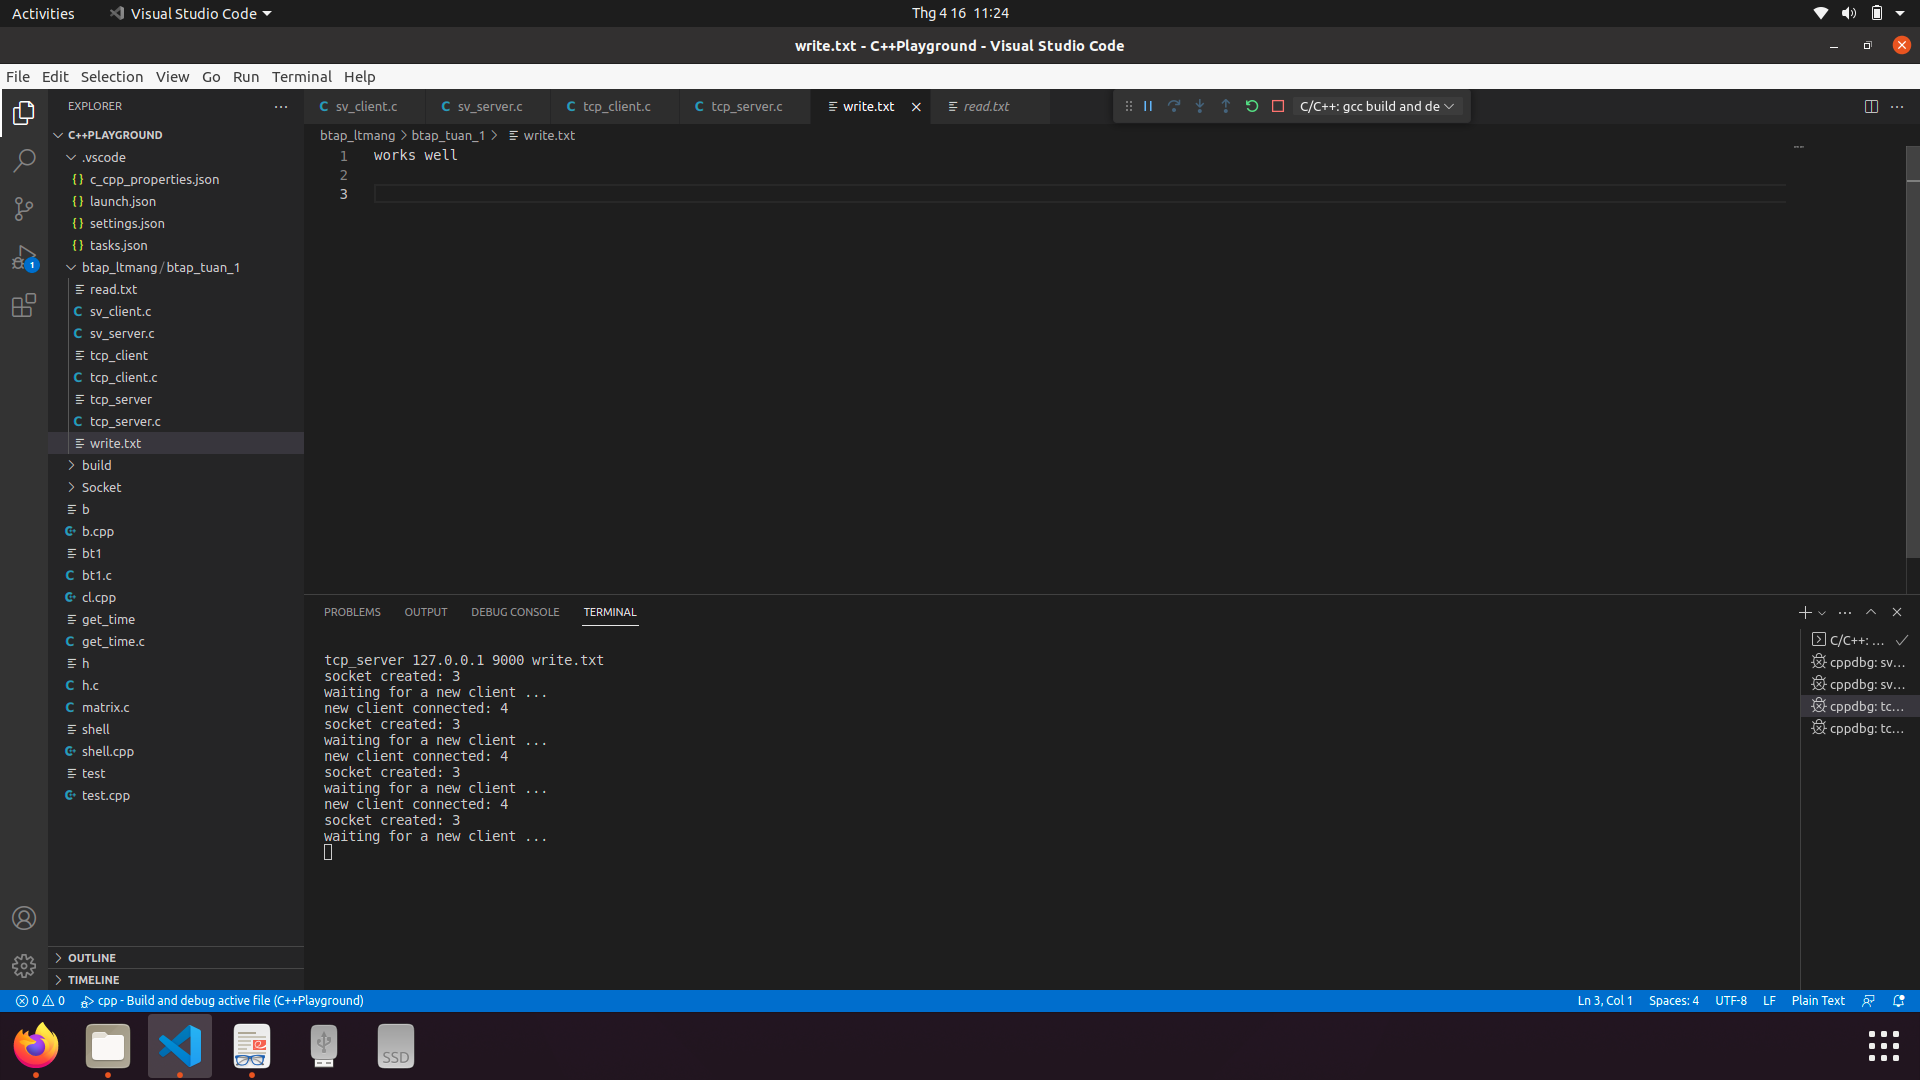 Activities Visual Studio Code Thg 4 16 11:24
write.txt - C++Playground - Visual Studio Code
File Edit Selection View Go Run Terminal Help
EXPLORER
C++PLAYGROUND
.vscode
c_cpp_properties.json
launch.json
settings.json
tasks.json
btap_ltmang/btap_tuan_1
read.txt
sv_client.c
sv_server.c
tcp_client
tcp_client.c
tcp_server
tcp_server.c
write.txt
build
Socket
b
b.cpp
bt1
bt1.c
cl.cpp
get_time
get_time.c
h
h.c
matrix.c
shell
shell.cpp
test
test.cpp
OUTLINE
TIMELINE
sv_client.c sv_server.c tcp_client.c tcp_server.c write.txt read.txt C/C++: gcc build and de
btap_ltmang > btap_tuan_1 > write.txt
1 works well
2
3
PROBLEMS OUTPUT DEBUG CONSOLE TERMINAL
tcp_server 127.0.0.1 9000 write.txt
socket created: 3
waiting for a new client ...
new client connected: 4
socket created: 3
waiting for a new client ...
new client connected: 4
socket created: 3
waiting for a new client ...
new client connected: 4
socket created: 3
waiting for a new client ...
C/C++: ...
cppdbg: sv...
cppdbg: sv...
cppdbg: tc...
cppdbg: tc...
0 0 cpp - Build and debug active file (C++Playground) Ln 3, Col 1 Spaces: 4 UTF-8 LF Plain Text
SSD